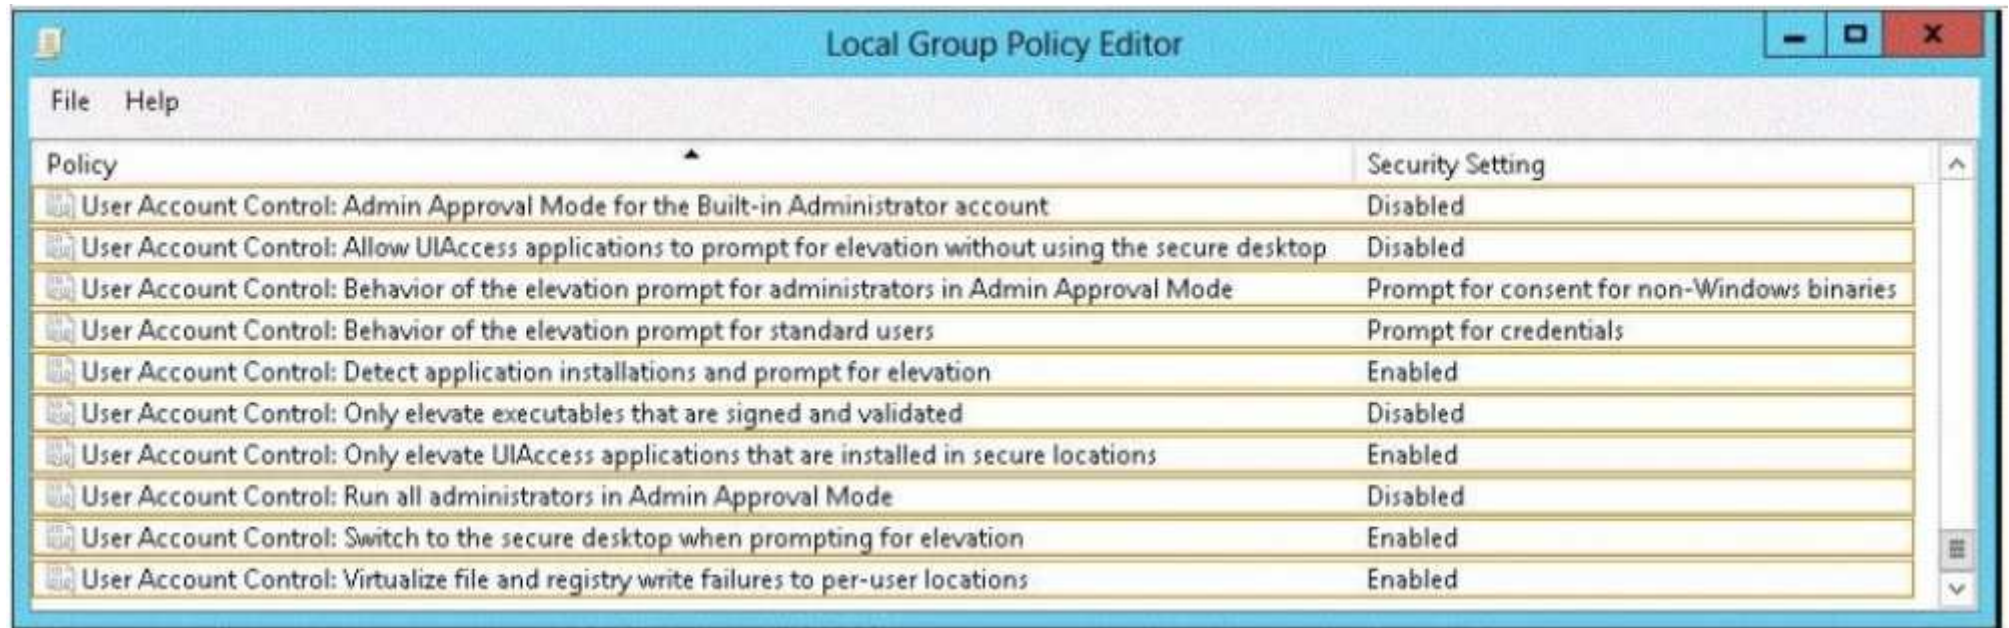 Local Group Policy Editor
File Help
Policy Security Setting
User Account Control: Admin Approval Mode for the Built-in Administrator account Disabled
User Account Control: Allow UIAccess applications to prompt for elevation without using the secure desktop Disabled
User Account Control: Behavior of the elevation prompt for administrators in Admin Approval Mode Prompt for consent for non-Windows binaries
User Account Control: Behavior of the elevation prompt for standard users Prompt for credentials
User Account Control: Detect application installations and prompt for elevation Enabled
User Account Control: Only elevate executables that are signed and validated Disabled
User Account Control: Only elevate UIAccess applications that are installed in secure locations Enabled
User Account Control: Run all administrators in Admin Approval Mode Disabled
User Account Control: Switch to the secure desktop when prompting for elevation Enabled
User Account Control: Virtualize file and registry write failures to per-user locations Enabled